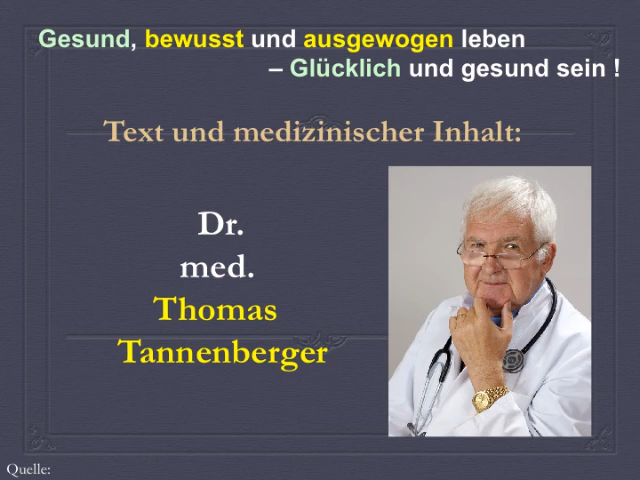 Gesund, bewusst und ausgewogen leben
– Glücklich und gesund sein !
Text und medizinischer Inhalt:
Dr.
med.
Thomas
Tannenberger
Quelle: